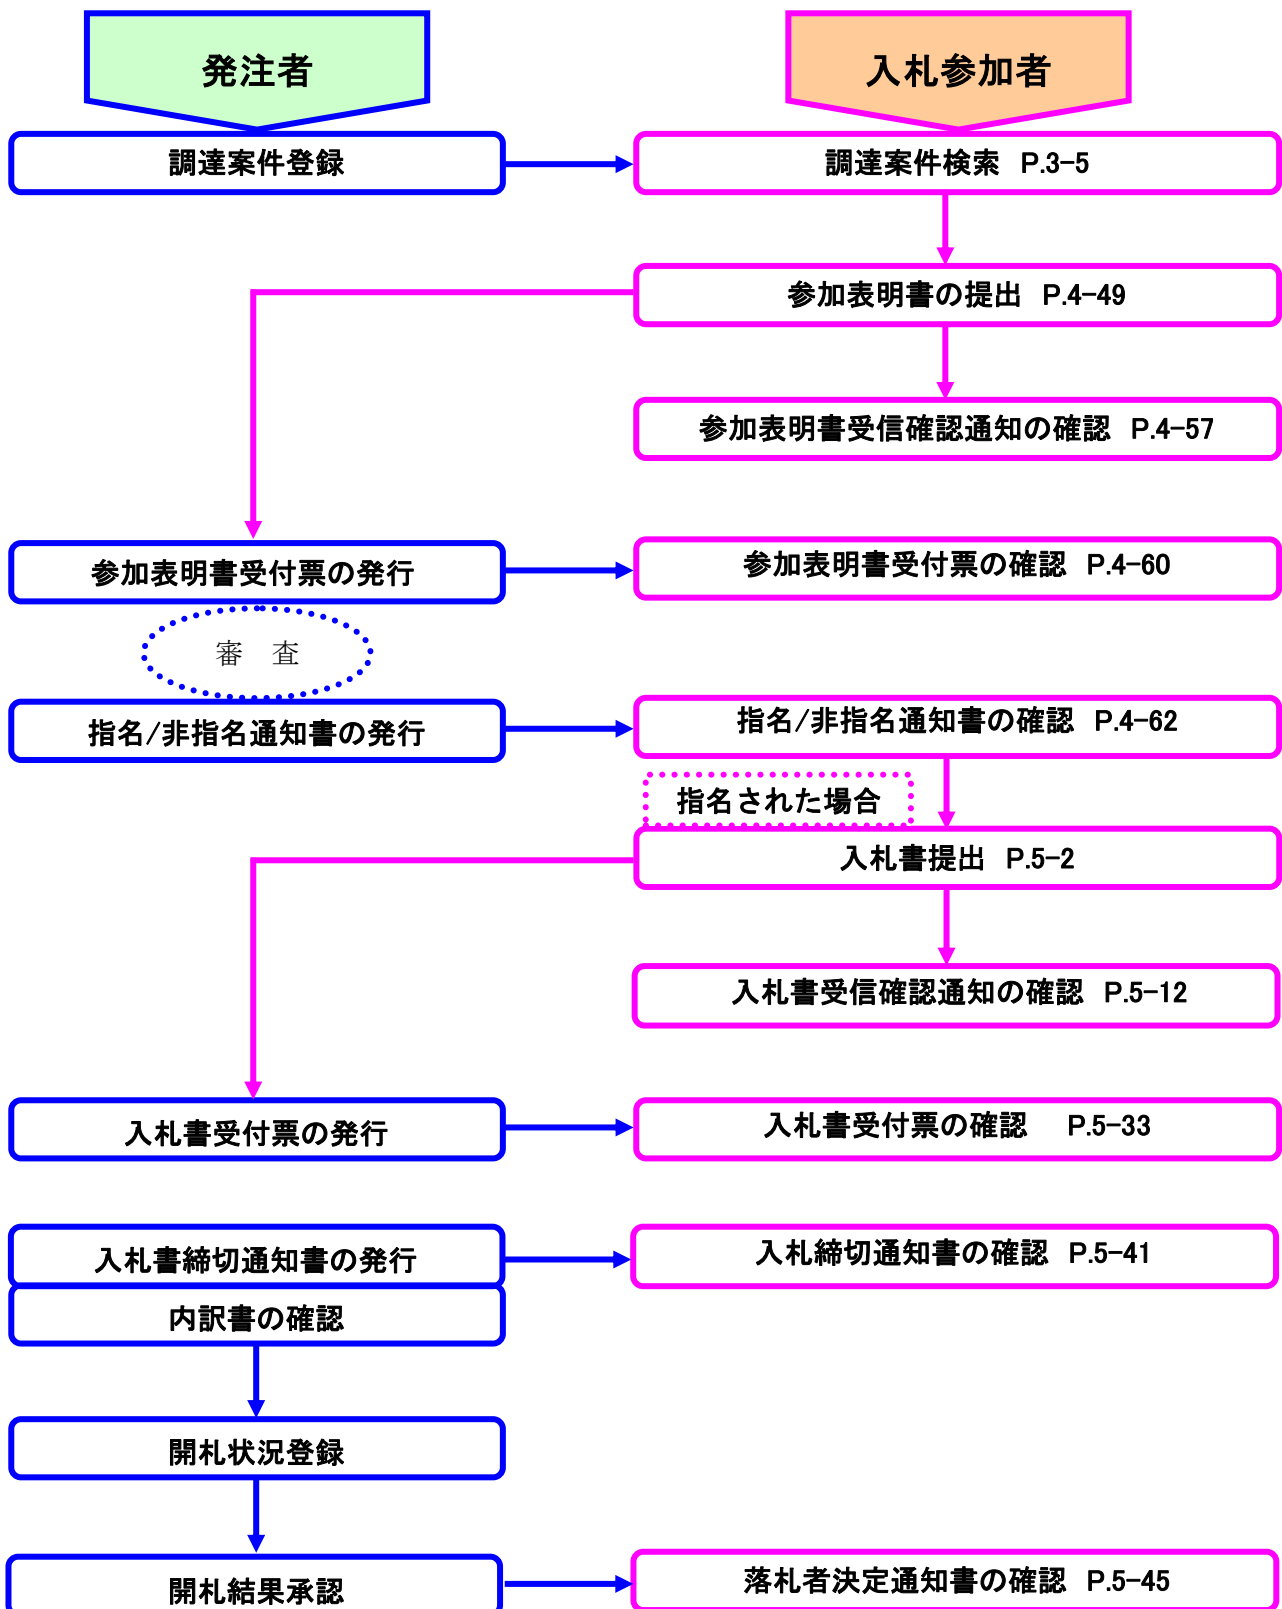 発注者
入札参加者
調達案件登録
調達案件検索 P.3-5
参加表明書の提出 P.4-49
参加表明書受信確認通知の確認 P.4-57
参加表明書受付票の発行
参加表明書受付票の確認 P.4-60
審 査
指名/非指名通知書の発行
指名/非指名通知書の確認 P.4-62
指名された場合
入札書提出 P.5-2
入札書受信確認通知の確認 P.5-12
入札書受付票の発行
入札書受付票の確認 P.5-33
入札書締切通知書の発行
入札締切通知書の確認 P.5-41
内訳書の確認
開札状況登録
開札結果承認
落札者決定通知書の確認 P.5-45